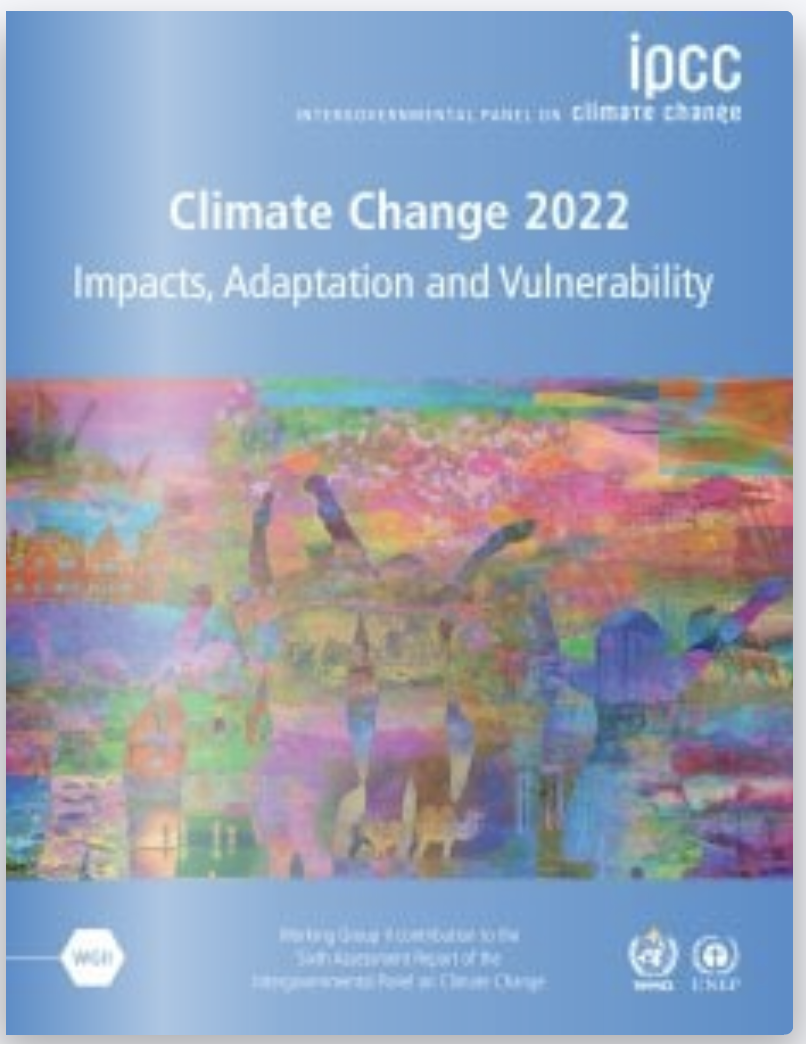 ipcc
INTERGOVERNMENTAL PANEL ON climate change
Climate Change 2022
Impacts, Adaptation and Vulnerability
WGII
Working Group II contribution to the
Sixth Assessment Report of the
Intergovernmental Panel on Climate Change
WMO
UNEP